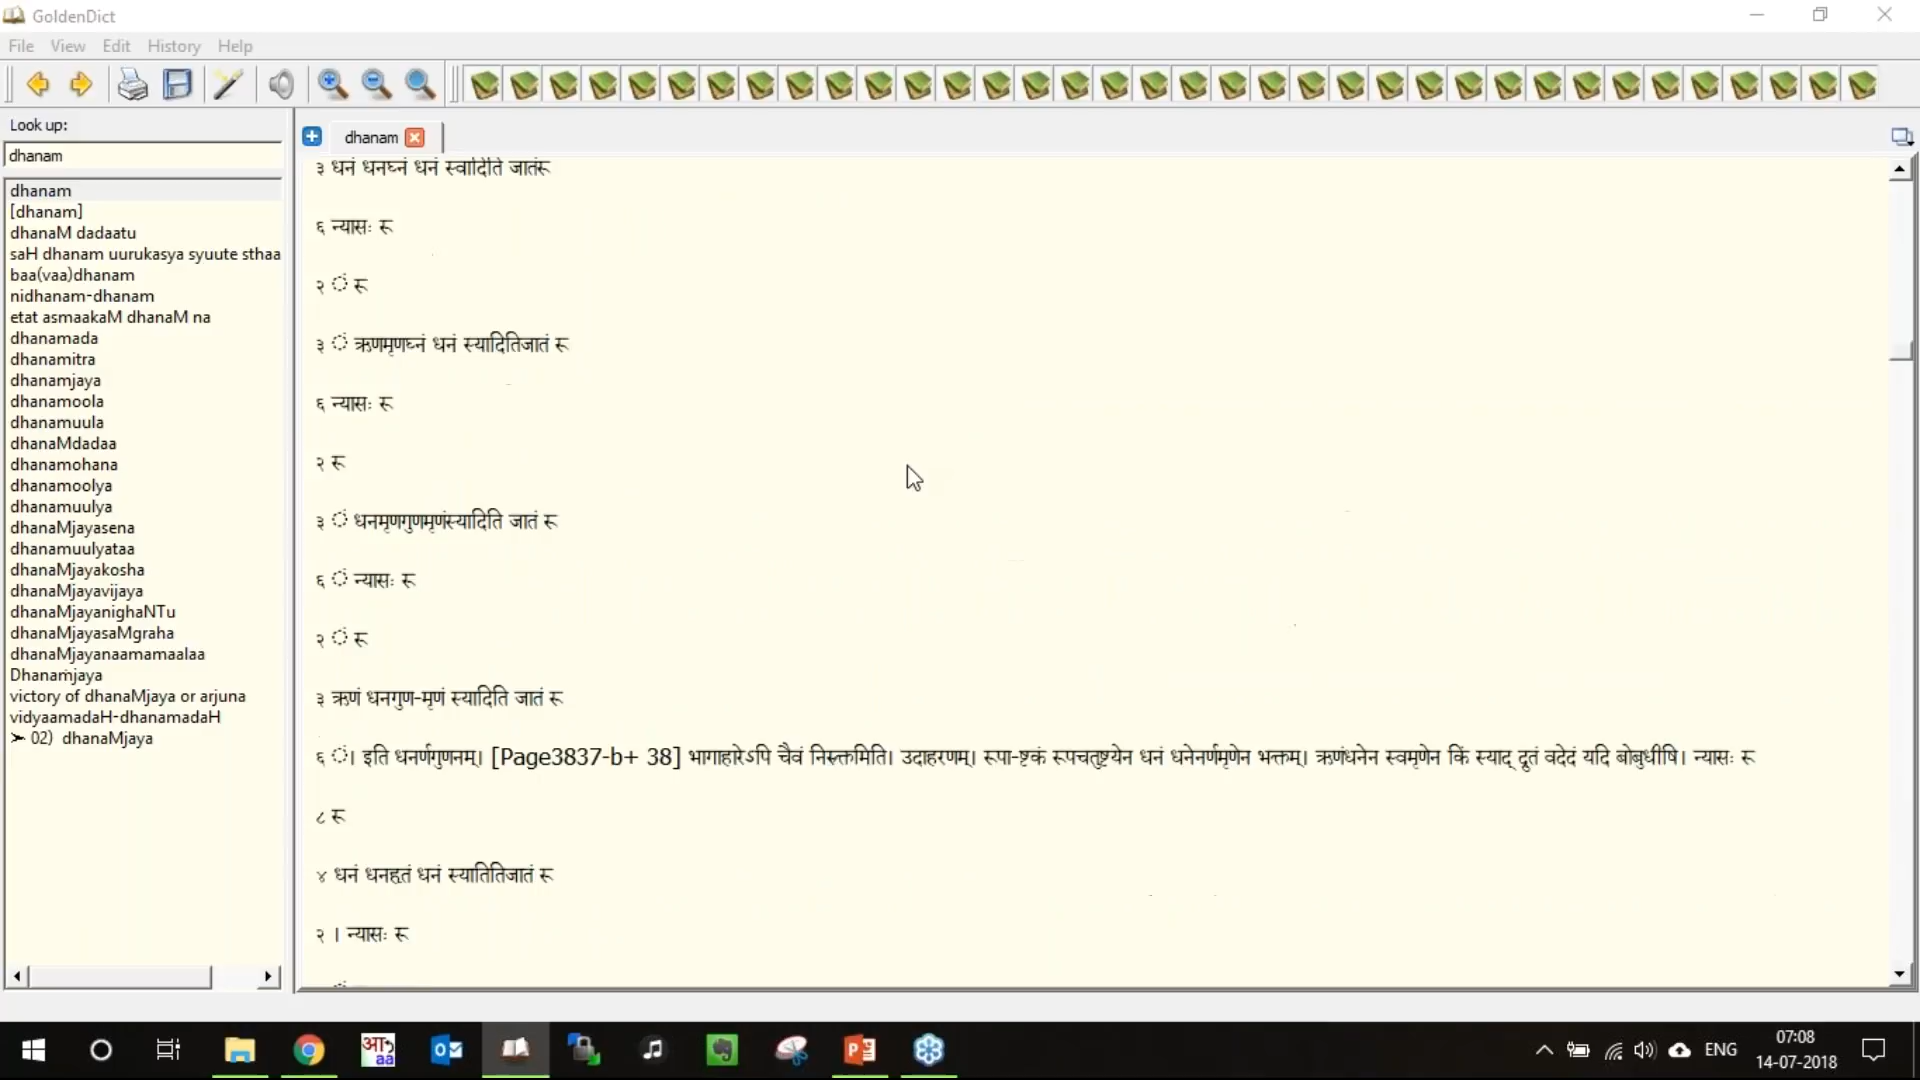 GoldenDict
File View Edit History Help
Look up:
dhanam
dhanam
[dhanam]
dhanaM dadaatu
saH dhanam uurukasya syuute sthaa
baa(vaa)dhanam
nidhanam-dhanam
etat asmaakaM dhanaM na
dhanamada
dhanamitra
dhanamjaya
dhanamoola
dhanamuula
dhanaMdadaa
dhanamohana
dhanamoolya
dhanamuulya
dhanaMjayasena
dhanamuulyataa
dhanaMjayakosha
dhanaMjayavijaya
dhanaMjayanighaNTu
dhanaMjayasaMgraha
dhanaMjayanaamamaalaa
Dhanaṁjaya
victory of dhanaMjaya or arjuna
vidyaamadaH-dhanamadaH
➢ 02) dhanaMjaya
dhanam
३ धनं धनघ्नं धनं स्वादिति जातंरू
६ न्यासः रू
२ ं रू
३ ं ऋणमृणघ्नं धनं स्यादितिजातं रू
६ न्यासः रू
२ रू
३ ं धनमृणगुणमृणंस्यादिति जातं रू
६ ं न्यासः रू
२ ं रू
३ ऋणं धनगुण-मृणं स्यादिति जातं रू
६ ं। इति धनर्णगुणनम्। [Page3837-b+ 38] भागाहारेऽपि चैवं निरुक्तमिति। उदाहरणम्। रूपा-ष्टकं रूपचतुष्टयेन धनं धनेनर्णमृणेन भक्तम्। ऋणंधनेन स्वमृणेन किं स्याद् द्रुतं वदेदं यदि बोबुधीषि। न्यासः रू
८ रू
४ धनं धनहृतं धनं स्यातितिजातं रू
२ । न्यासः रू
आ
aa
ENG
07:08
14-07-2018